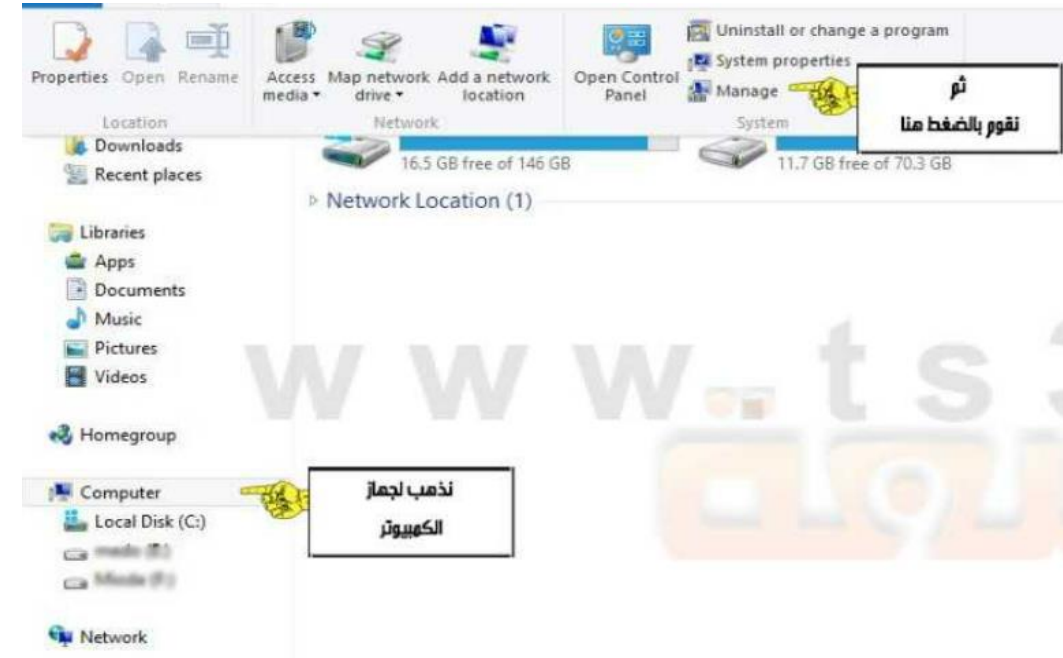 Properties Open Rename
Access media
Map network drive
Add a network location
Open Control Panel
Uninstall or change a program
System properties
Manage
Location
Network
System
ثم
نقوم بالضغط هنا
Downloads
Recent places
16.5 GB free of 146 GB
11.7 GB free of 70.3 GB
Network Location (1)
Libraries
Apps
Documents
Music
Pictures
Videos
www.ts3
Homegroup
Computer
نذهب لجهاز
الكمبيوتر
Local Disk (C:)
Network